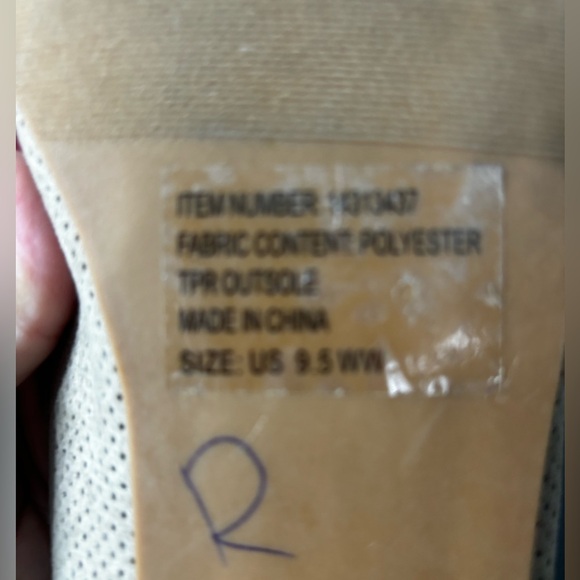 ITEM NUMBER:
FABRIC CONTENT: POLYESTER
TPR OUTSOLE
MADE IN CHINA
SIZE: US 9.5 WW
R